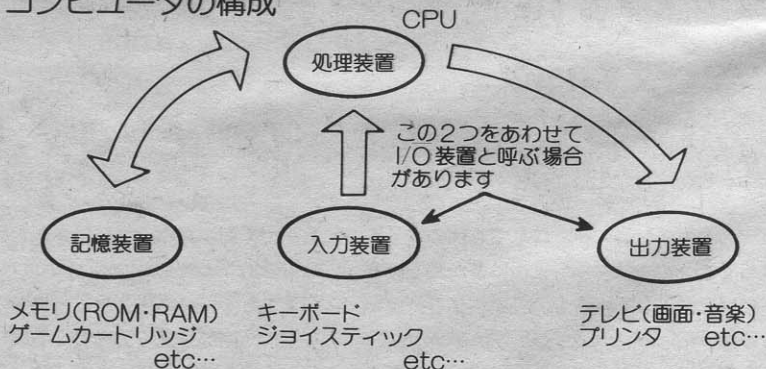 コンピュータの構成
CPU
処理装置
この2つをあわせて
I/O装置と呼ぶ場合
があります
記憶装置
入力装置
出力装置
メモリ(ROM・RAM)
ゲームカートリッジ
etc…
キーボード
ジョイスティック
etc…
テレビ(画面・音楽)
プリンタ etc…